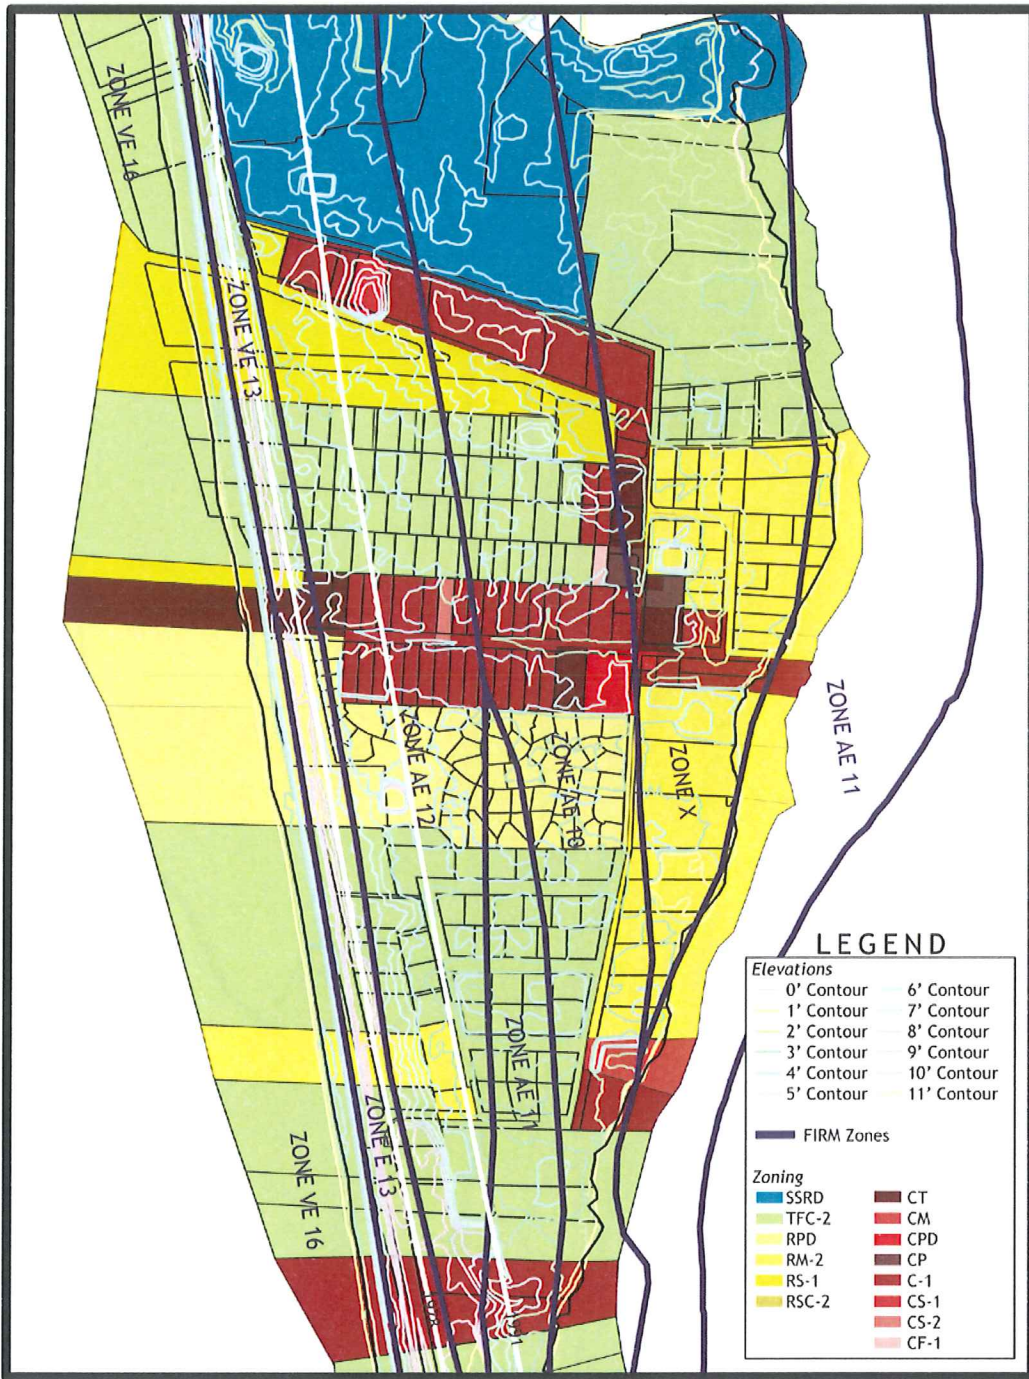 ZONE VE 16
ZONE VE 13
ZONE AE 12
ZONE AE 10
ZONE X
ZONE AE 11
ZONE AE 11
ZONE E 13
ZONE VE 16
1978
1991
LEGEND
Elevations
0' Contour
1' Contour
2' Contour
3' Contour
4' Contour
5' Contour
6' Contour
7' Contour
8' Contour
9' Contour
10' Contour
11' Contour
FIRM Zones
Zoning
SSRD
TFC-2
RPD
RM-2
RS-1
RSC-2
CT
CM
CPD
CP
C-1
CS-1
CS-2
CF-1